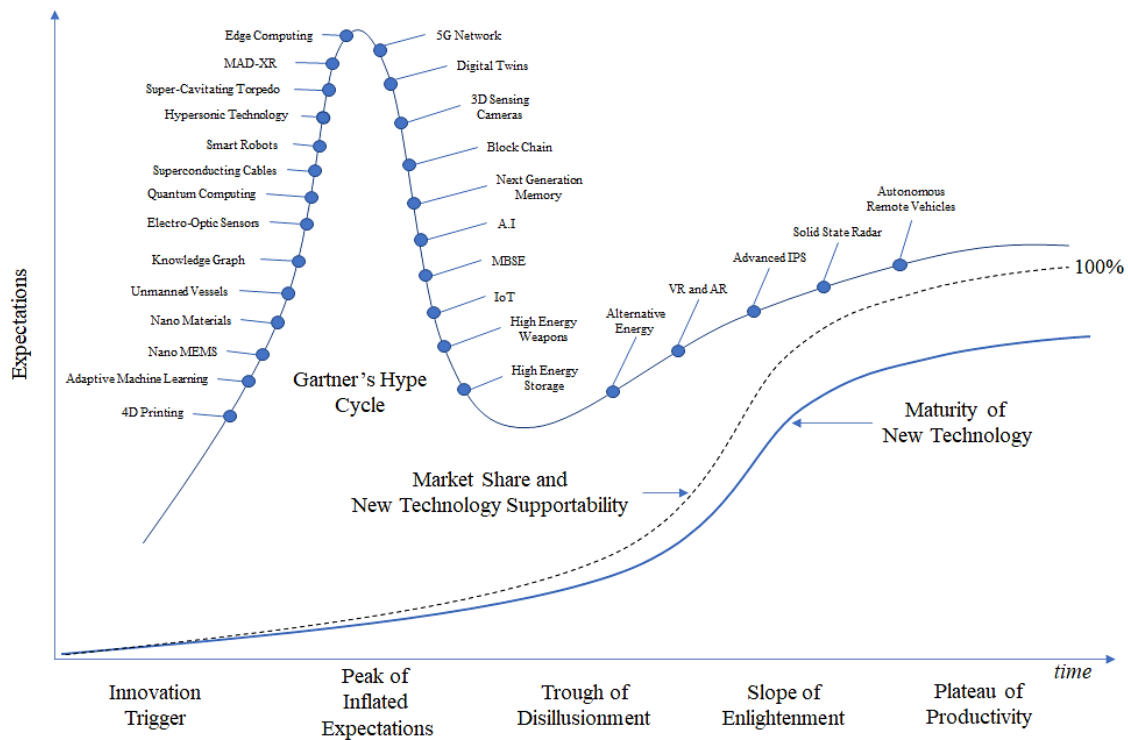 Edge Computing
MAD-XR
Super-Cavitating Torpedo
Hypersonic Technology
Smart Robots
Superconducting Cables
Quantum Computing
Electro-Optic Sensors
Knowledge Graph
Unmanned Vessels
Nano Materials
Nano MEMS
Adaptive Machine Learning
4D Printing
5G Network
Digital Twins
3D Sensing
Cameras
Block Chain
Next Generation
Memory
A.I
MBSE
IoT
High Energy
Weapons
High Energy
Storage
Alternative
Energy
VR and AR
Advanced IPS
Solid State Radar
Autonomous
Remote Vehicles
100%
Expectations
Gartner's Hype
Cycle
Maturity of
New Technology
Market Share and
New Technology Supportability
time
Innovation
Trigger
Peak of
Inflated
Expectations
Trough of
Disillusionment
Slope of
Enlightenment
Plateau of
Productivity